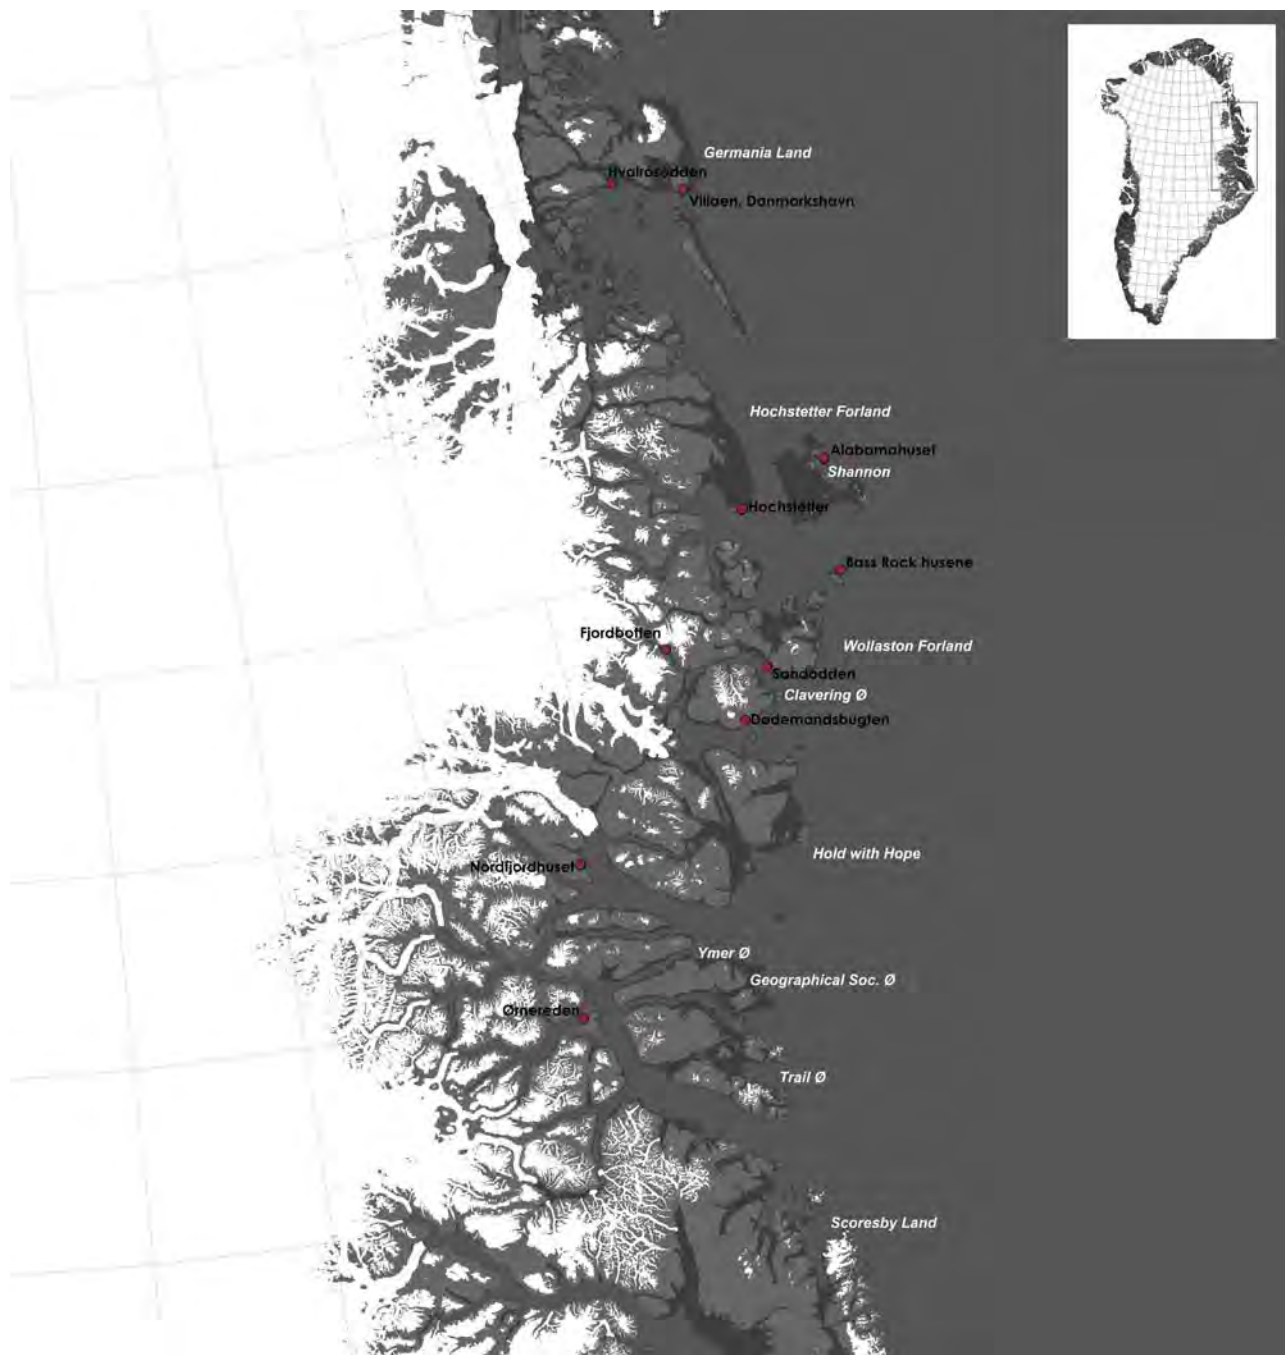 Germania Land
Hvalrosodden
Villaen, Danmarkshavn
Hochstetter Forland
Alabamahuset
Shannon
Hochstetter
Bass Rock husene
Fjordbotten
Wollaston Forland
Sandodden
Clavering Ø
Dødemandsbugten
Hold with Hope
Nordfjordhuset
Ymer Ø
Geographical Soc. Ø
Ørnereden
Trail Ø
Scoresby Land